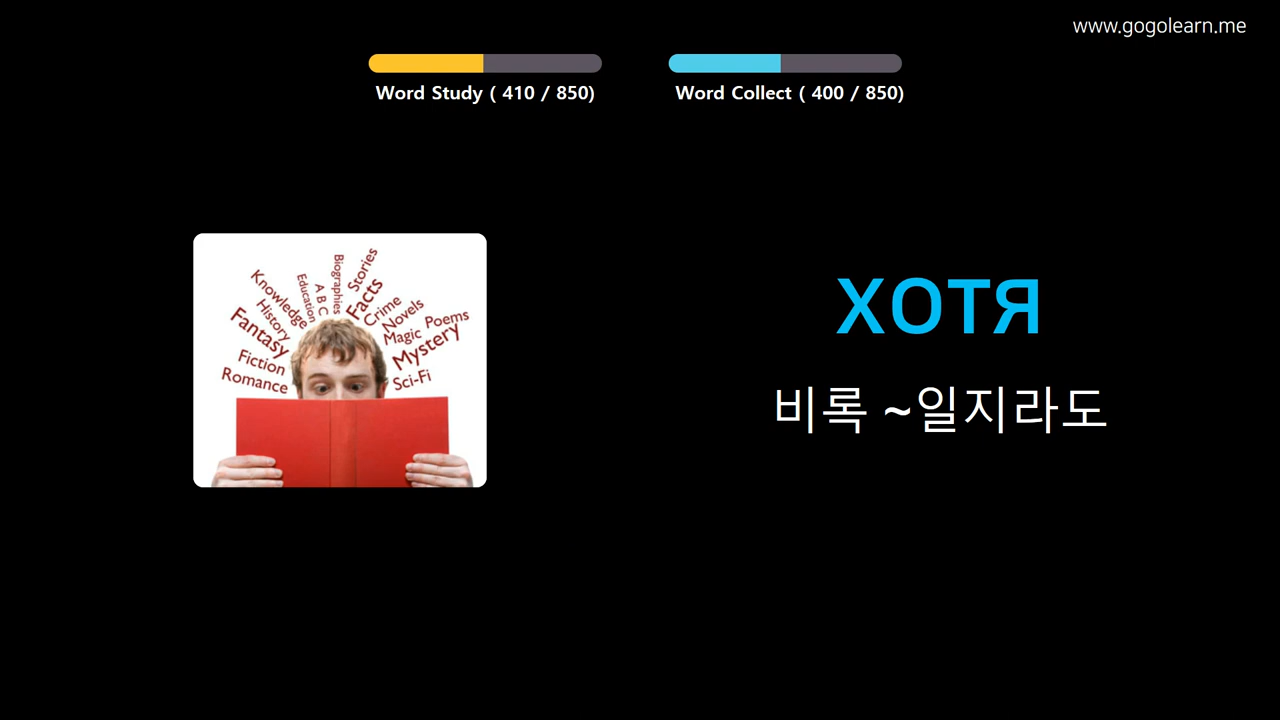 www.gogolearn.me
Word Study ( 410 / 850)
Word Collect ( 400 / 850)
Knowledge
History
Fantasy
Fiction
Romance
Education
A B C
Biographies
Stories
Facts
Crime
Novels
Magic
Poems
Mystery
Sci-Fi
хотя
비록 ~일지라도